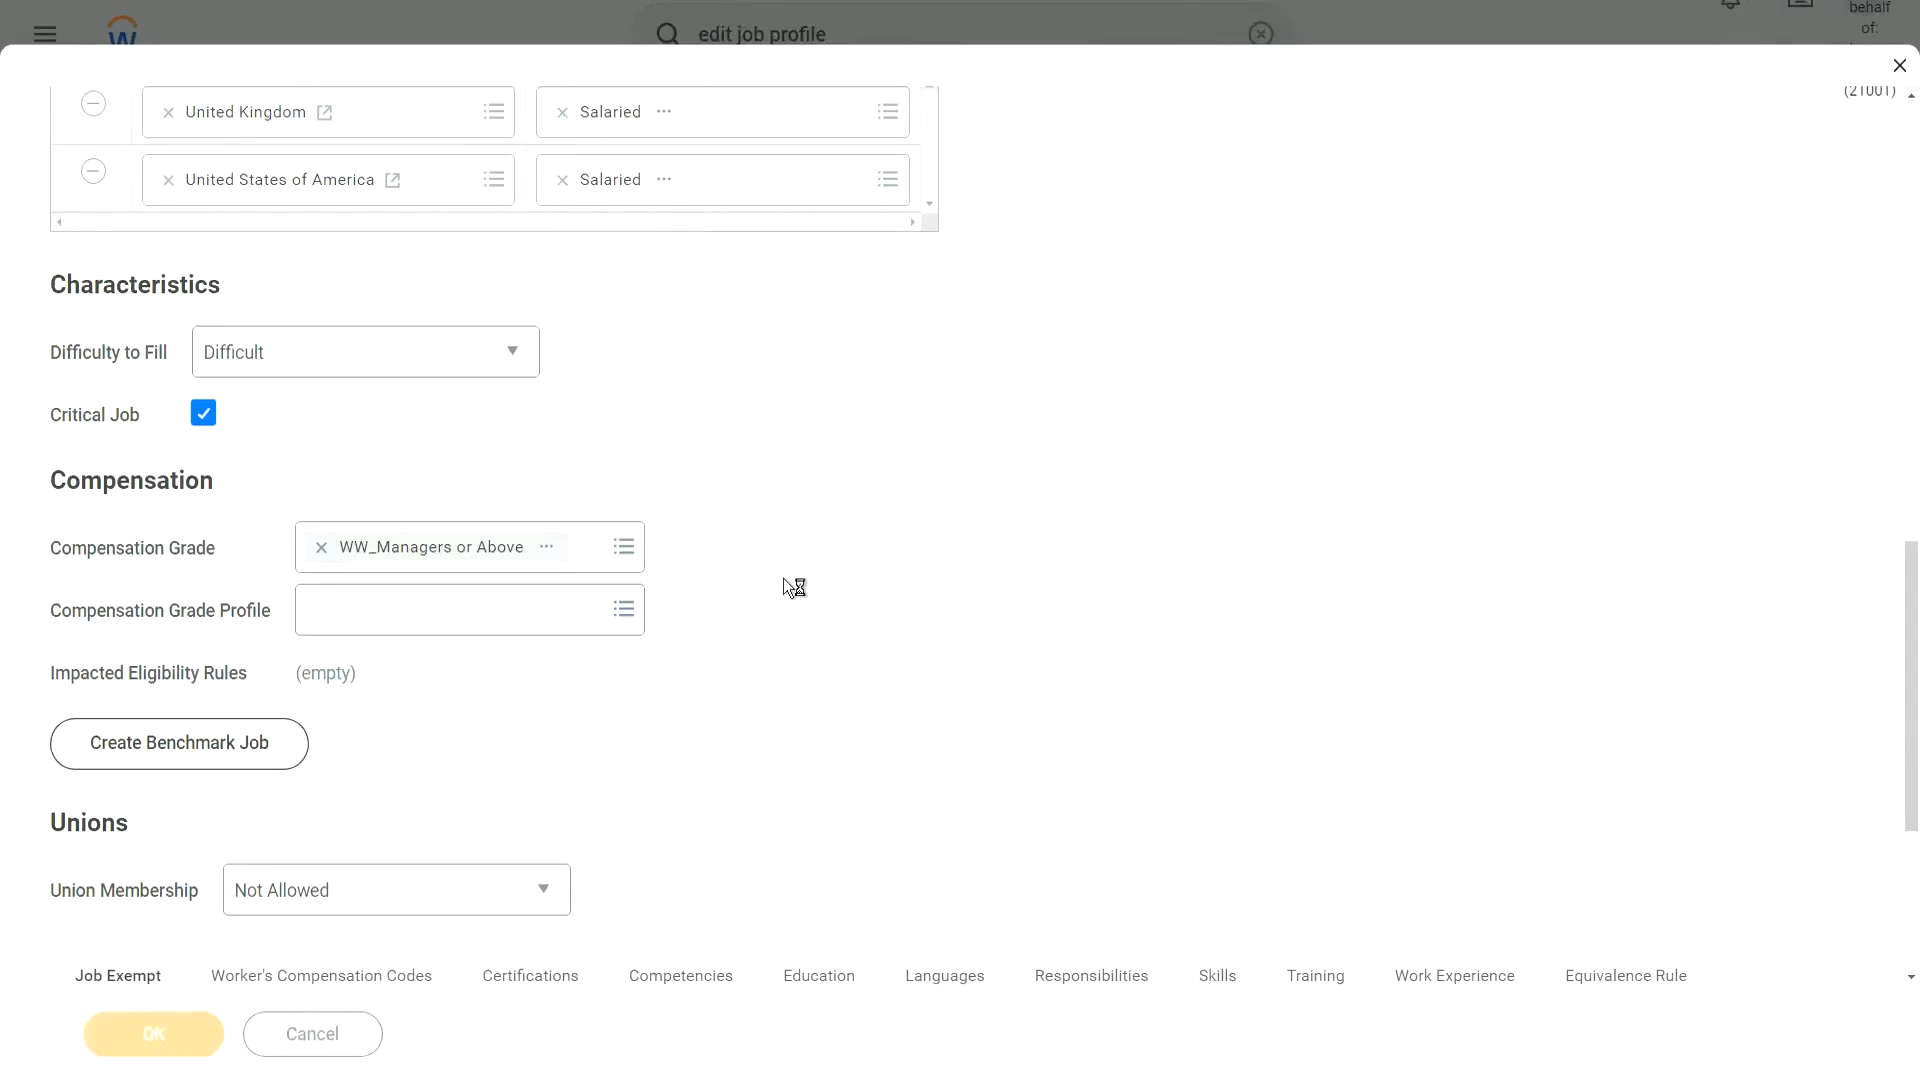 edit job profile
behalf
of:
(21001)
United Kingdom
Salaried
United States of America
Salaried
Characteristics
Difficulty to Fill
Difficult
Critical Job
Compensation
Compensation Grade
WW_Managers or Above
Compensation Grade Profile
Impacted Eligibility Rules
(empty)
Create Benchmark Job
Unions
Union Membership
Not Allowed
Job Exempt Worker's Compensation Codes Certifications Competencies Education Languages Responsibilities Skills Training Work Experience Equivalence Rule
OK
Cancel